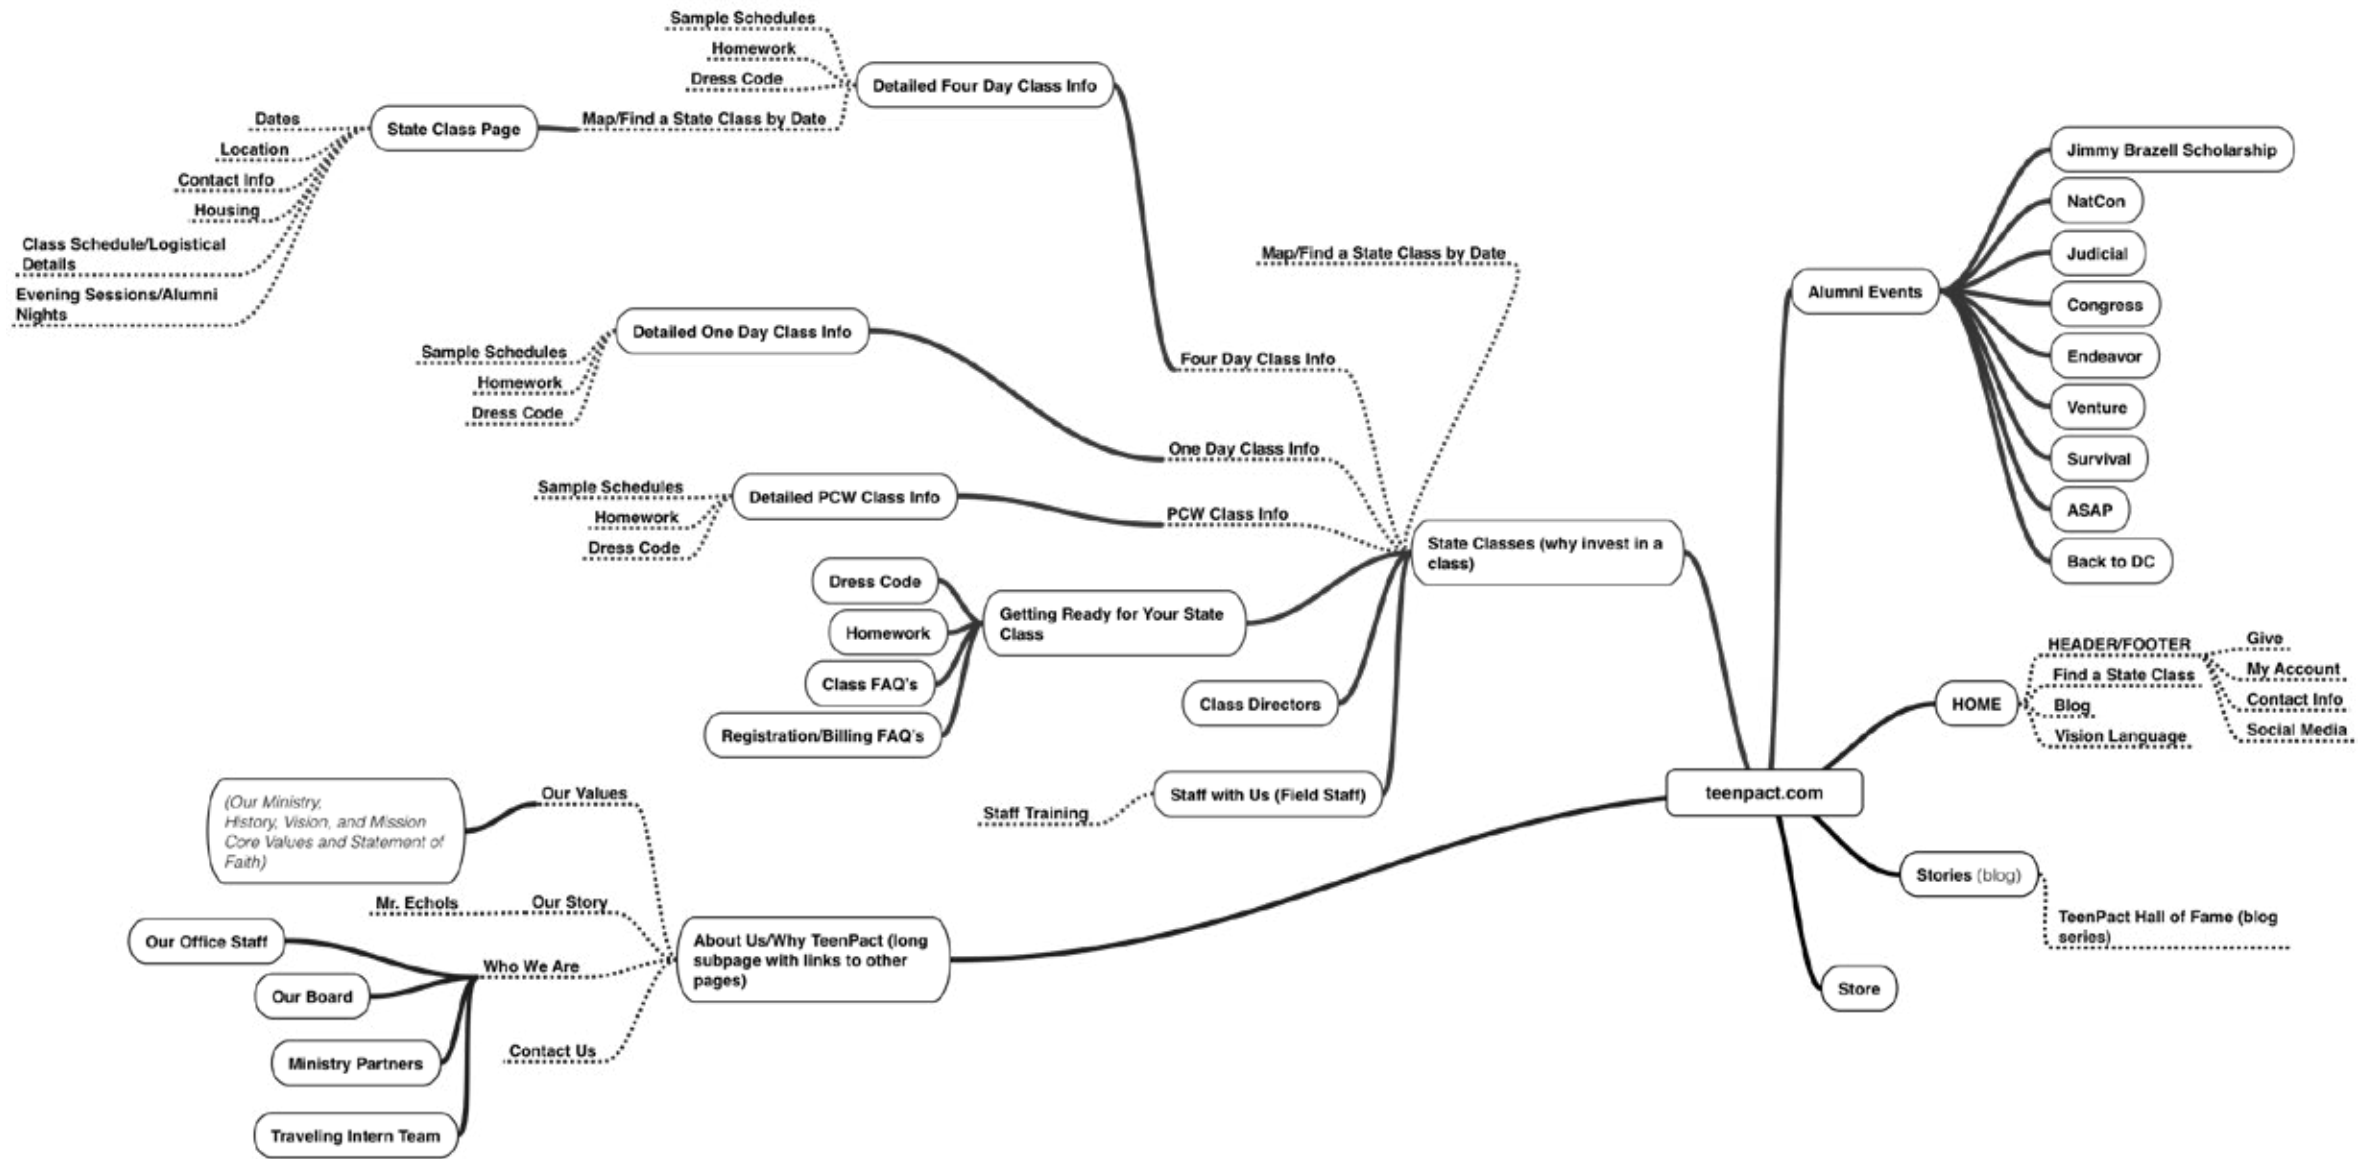 Sample Schedules
Homework
Dress Code
Map/Find a State Class by Date
Detailed Four Day Class Info
State Class Page
Dates
Location
Contact Info
Housing
Class Schedule/Logistical
Details
Evening Sessions/Alumni
Nights
Map/Find a State Class by Date
Detailed One Day Class Info
Sample Schedules
Homework
Dress Code
Four Day Class Info
One Day Class Info
PCW Class Info
Detailed PCW Class Info
Sample Schedules
Homework
Dress Code
State Classes (why invest in a
class)
Getting Ready for Your State
Class
Dress Code
Homework
Class FAQ's
Registration/Billing FAQ's
Class Directors
Staff with Us (Field Staff)
Staff Training
Alumni Events
Jimmy Brazell Scholarship
NatCon
Judicial
Congress
Endeavor
Venture
Survival
ASAP
Back to DC
HOME
HEADER/FOOTER
Find a State Class
Blog
Vision Language
Give
My Account
Contact Info
Social Media
teenpact.com
Stories (blog)
TeenPact Hall of Fame (blog
series)
Store
About Us/Why TeenPact (long
subpage with links to other
pages)
Our Values
(Our Ministry,
History, Vision, and Mission
Core Values and Statement of
Faith)
Our Story
Mr. Echols
Who We Are
Our Office Staff
Our Board
Ministry Partners
Traveling Intern Team
Contact Us